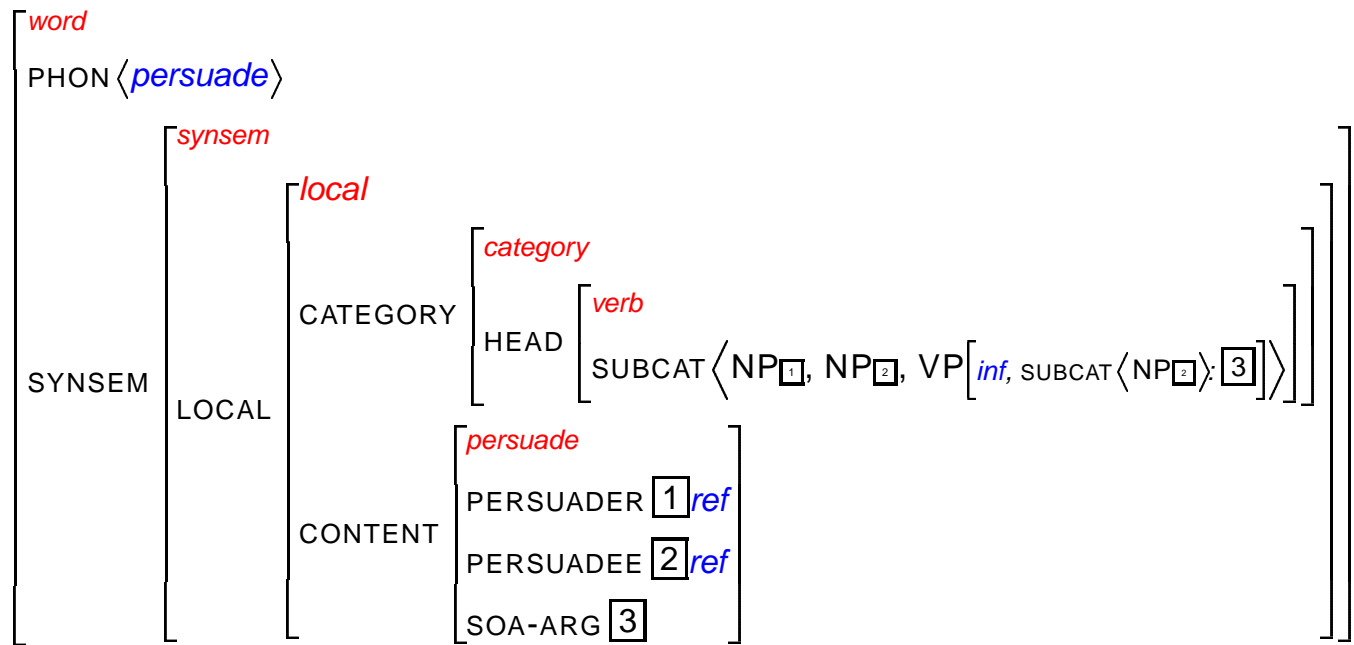 word
PHON ⟨persuade⟩
synsem
local
category
verb
CATEGORY
HEAD
SUBCAT ⟨NP1, NP2, VP[inf, SUBCAT⟨NP2⟩: 3]⟩
SYNSEM
LOCAL
persuade
PERSUADER 1 ref
CONTENT
PERSUADEE 2 ref
SOA-ARG 3